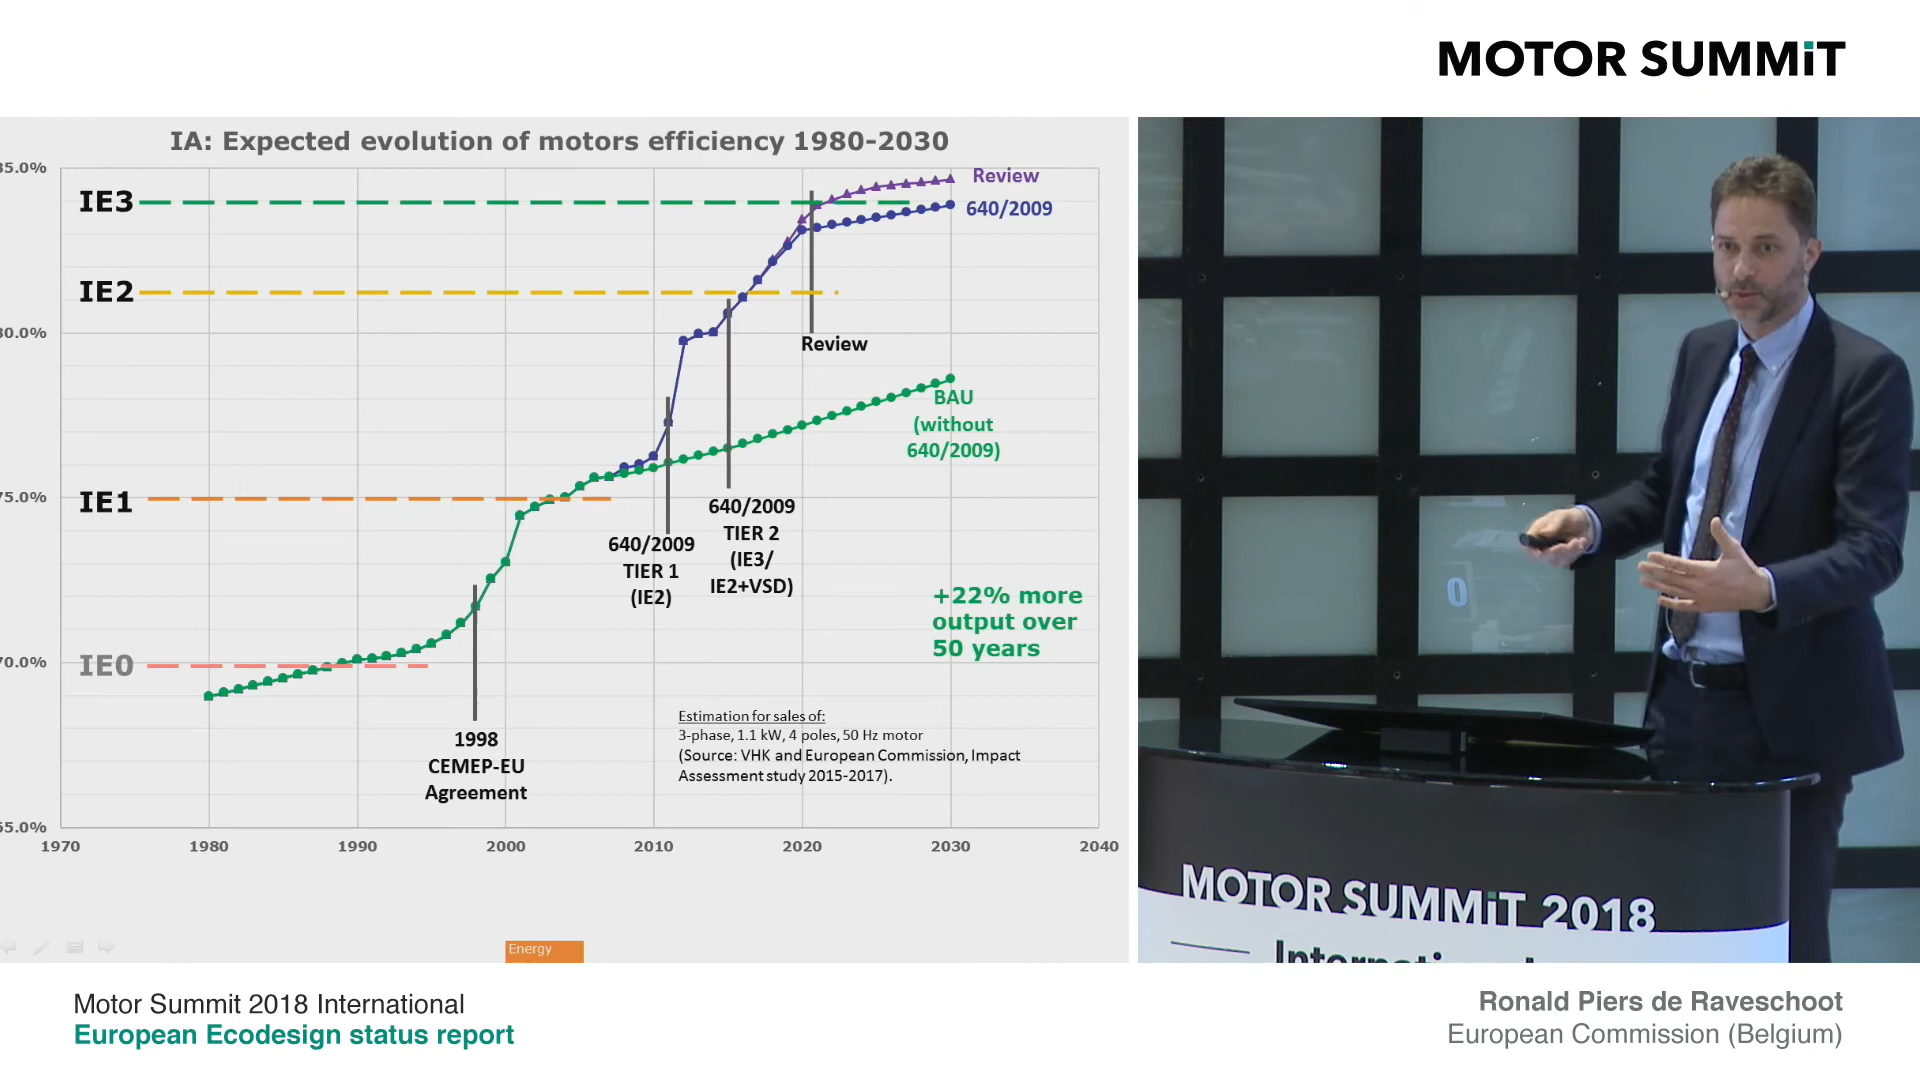 MOTOR SUMMiT
IA: Expected evolution of motors efficiency 1980-2030
85.0%
IE3
Review
640/2009
IE2
80.0%
Review
BAU
(without
640/2009)
IE1
75.0%
640/2009
TIER 1
(IE2)
640/2009
TIER 2
(IE3/
IE2+VSD)
+22% more
output over
50 years
IE0
70.0%
1998
CEMEP-EU
Agreement
Estimation for sales of:
3-phase, 1.1 kW, 4 poles, 50 Hz motor
(Source: VHK and European Commission, Impact
Assessment study 2015-2017).
65.0%
1970 1980 1990 2000 2010 2020 2030 2040
Energy
0
MOTOR SUMMiT 2018
International
Motor Summit 2018 International
European Ecodesign status report
Ronald Piers de Raveschoot
European Commission (Belgium)